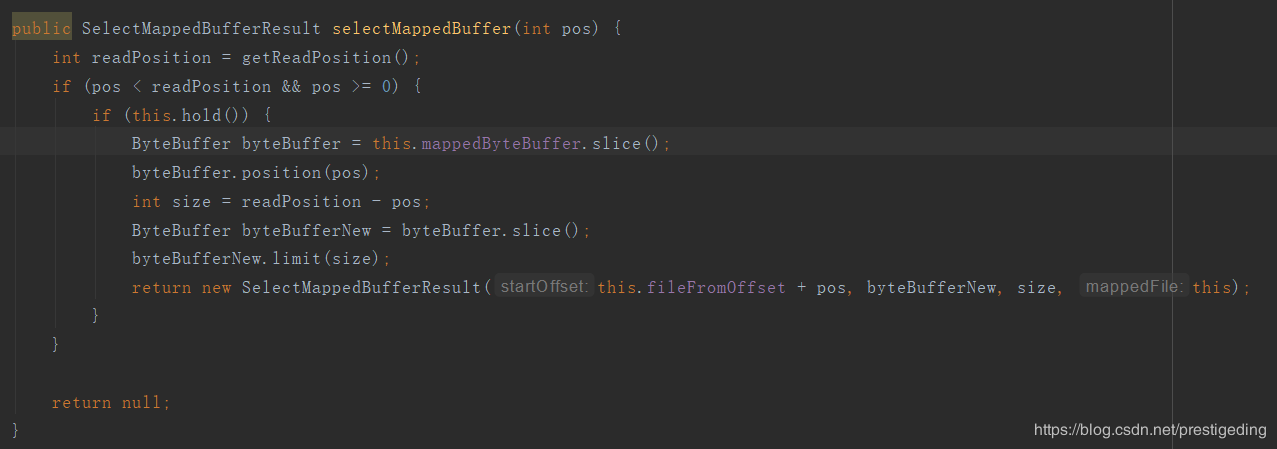 public SelectMappedBufferResult selectMappedBuffer(int pos) {
    int readPosition = getReadPosition();
    if (pos < readPosition && pos >= 0) {
        if (this.hold()) {
            ByteBuffer byteBuffer = this.mappedByteBuffer.slice();
            byteBuffer.position(pos);
            int size = readPosition - pos;
            ByteBuffer byteBufferNew = byteBuffer.slice();
            byteBufferNew.limit(size);
            return new SelectMappedBufferResult( startOffset: this.fileFromOffset + pos, byteBufferNew, size, mappedFile: this);
        }
    }
    return null;
}
https://blog.csdn.net/prestigeding